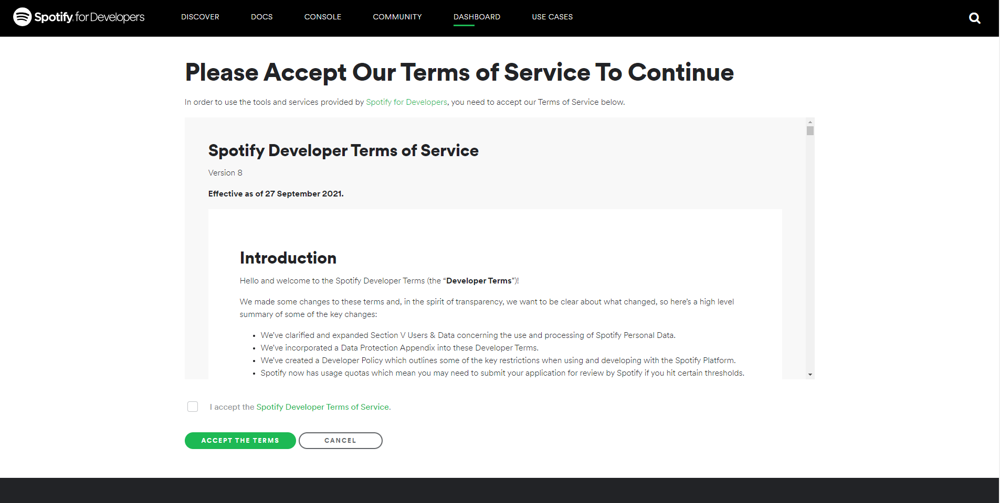 Spotify for Developers
DISCOVER
DOCS
CONSOLE
COMMUNITY
DASHBOARD
USE CASES
Please Accept Our Terms of Service To Continue
In order to use the tools and services provided by Spotify for Developers, you need to accept our Terms of Service below.
Spotify Developer Terms of Service
Version 8
Effective as of 27 September 2021.
Introduction
Hello and welcome to the Spotify Developer Terms (the “Developer Terms”)!
We made some changes to these terms and, in the spirit of transparency, we want to be clear about what changed, so here’s a high level
summary of some of the key changes:
• We’ve clarified and expanded Section V Users & Data concerning the use and processing of Spotify Personal Data.
• We’ve incorporated a Data Protection Appendix into these Developer Terms.
• We’ve created a Developer Policy which outlines some of the key restrictions when using and developing with the Spotify Platform.
• Spotify now has usage quotas which mean you may need to submit your application for review by Spotify if you hit certain thresholds.
I accept the Spotify Developer Terms of Service.
ACCEPT THE TERMS
CANCEL